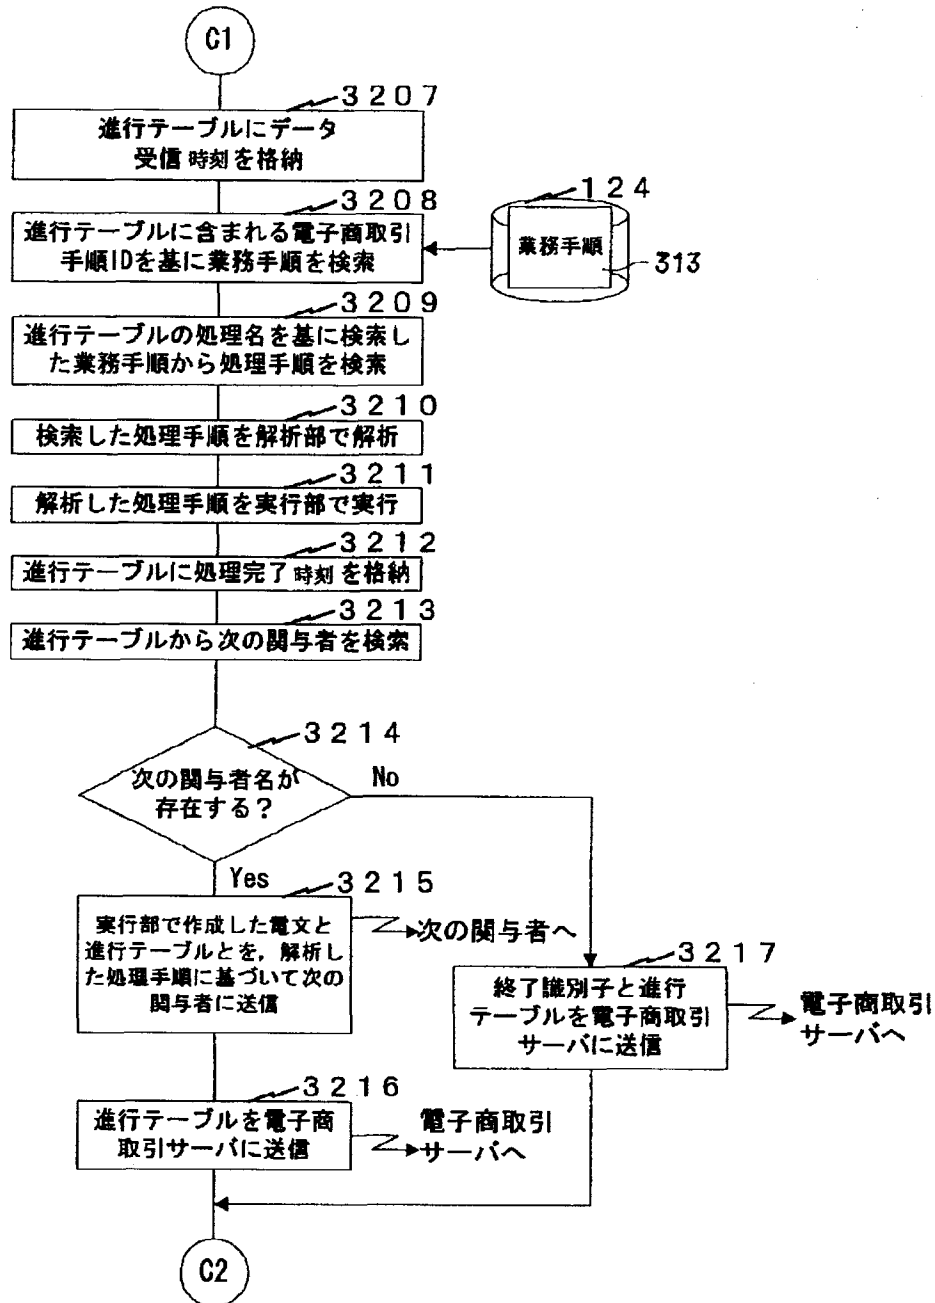 C1
3207
進行テーブルにデータ
受信時刻を格納
3208
進行テーブルに含まれる電子商取引
手順IDを基に業務手順を検索
124
業務手順
313
3209
進行テーブルの処理名を基に検索し
た業務手順から処理手順を検索
3210
検索した処理手順を解析部で解析
3211
解析した処理手順を実行部で実行
3212
進行テーブルに処理完了時刻を格納
3213
進行テーブルから次の関与者を検索
3214
次の関与者名が
存在する?
No
Yes
3215
実行部で作成した電文と
進行テーブルとを,解析し
た処理手順に基づいて次の
関与者に送信
次の関与者へ
3217
終了識別子と進行
テーブルを電子商取引
サーバに送信
電子商取引
サーバへ
3216
進行テーブルを電子商
取引サーバに送信
電子商取引
サーバへ
C2